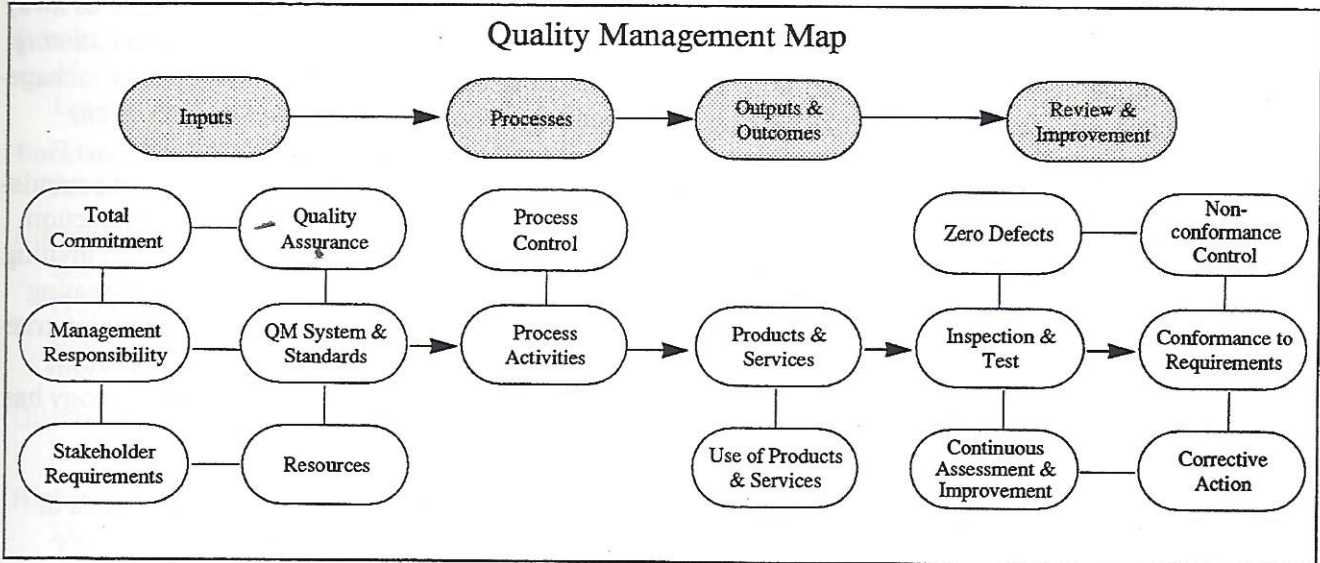 Quality Management Map
Inputs
Processes
Outputs &
Outcomes
Review &
Improvement
Total
Commitment
Quality
Assurance
Process
Control
Zero Defects
Non-
conformance
Control
Management
Responsibility
QM System &
Standards
Process
Activities
Products &
Services
Inspection &
Test
Conformance to
Requirements
Stakeholder
Requirements
Resources
Use of Products
& Services
Continuous
Assessment &
Improvement
Corrective
Action